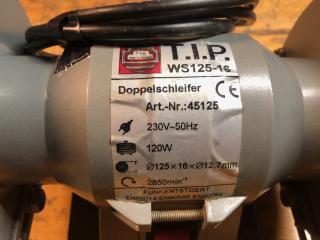 T.I.P.
WS125-16
Doppelschleifer
CE
Art.-Nr.:45125
230V~50Hz
120W
Ø125×16×Ø12.7mm
2850min⁻¹
FUNKENTSTOERT